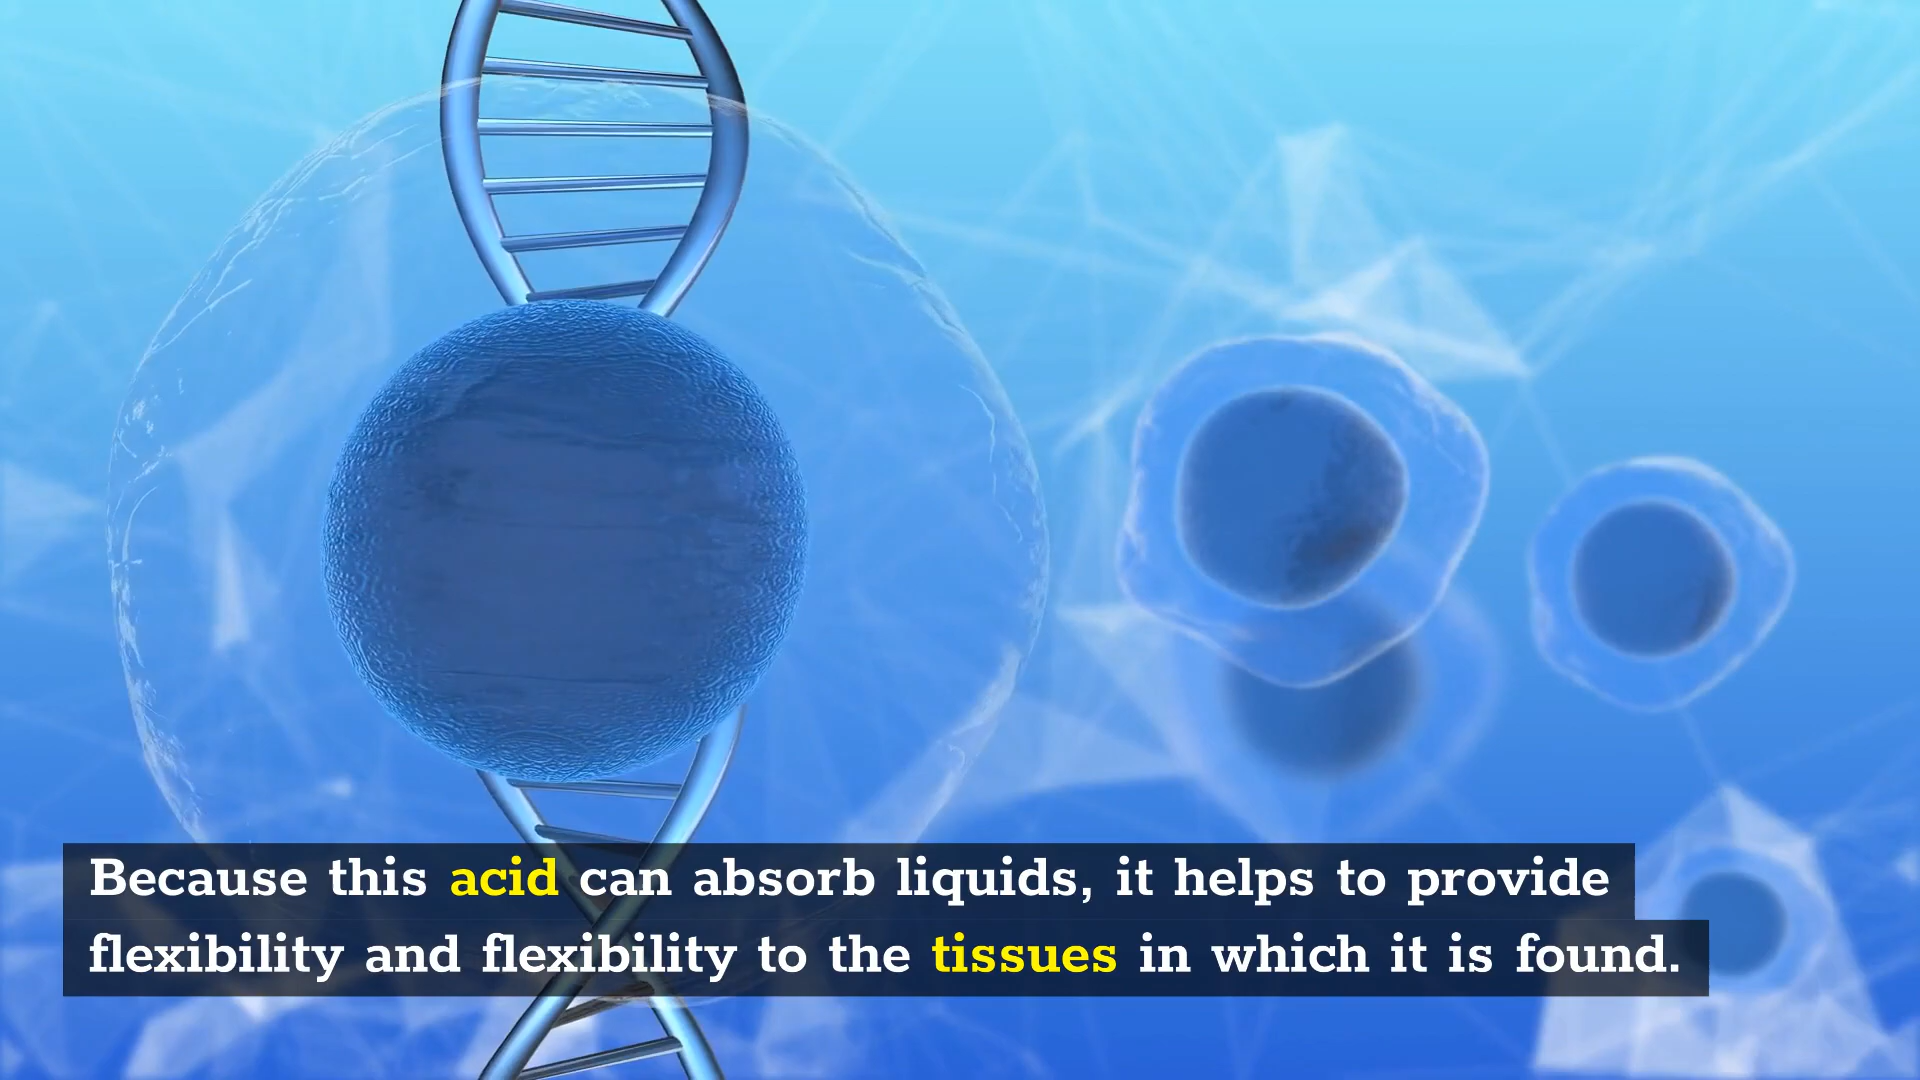 Because this acid can absorb liquids, it helps to provide
flexibility and flexibility to the tissues in which it is found.